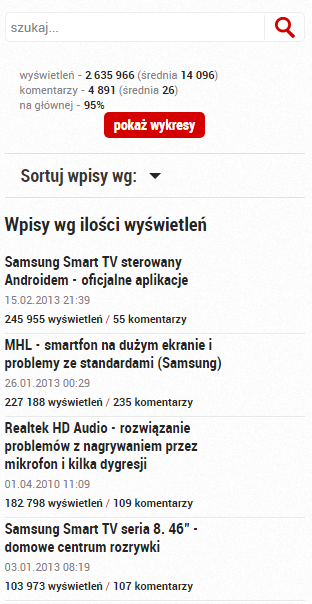 szukaj...
wyświetleń - 2 635 966 (średnia 14 096)
komentarzy - 4 891 (średnia 26)
na głównej - 95%
pokaż wykresy
Sortuj wpisy wg:
Wpisy wg ilości wyświetleń
Samsung Smart TV sterowany
Androidem - oficjalne aplikacje
15.02.2013 21:39
245 955 wyświetleń / 55 komentarzy
MHL - smartfon na dużym ekranie i
problemy ze standardami (Samsung)
26.01.2013 00:29
227 188 wyświetleń / 235 komentarzy
Realtek HD Audio - rozwiązanie
problemów z nagrywaniem przez
mikrofon i kilka dygresji
01.04.2010 11:09
182 798 wyświetleń / 109 komentarzy
Samsung Smart TV seria 8. 46" -
domowe centrum rozrywki
03.01.2013 08:19
103 973 wyświetleń / 107 komentarzy